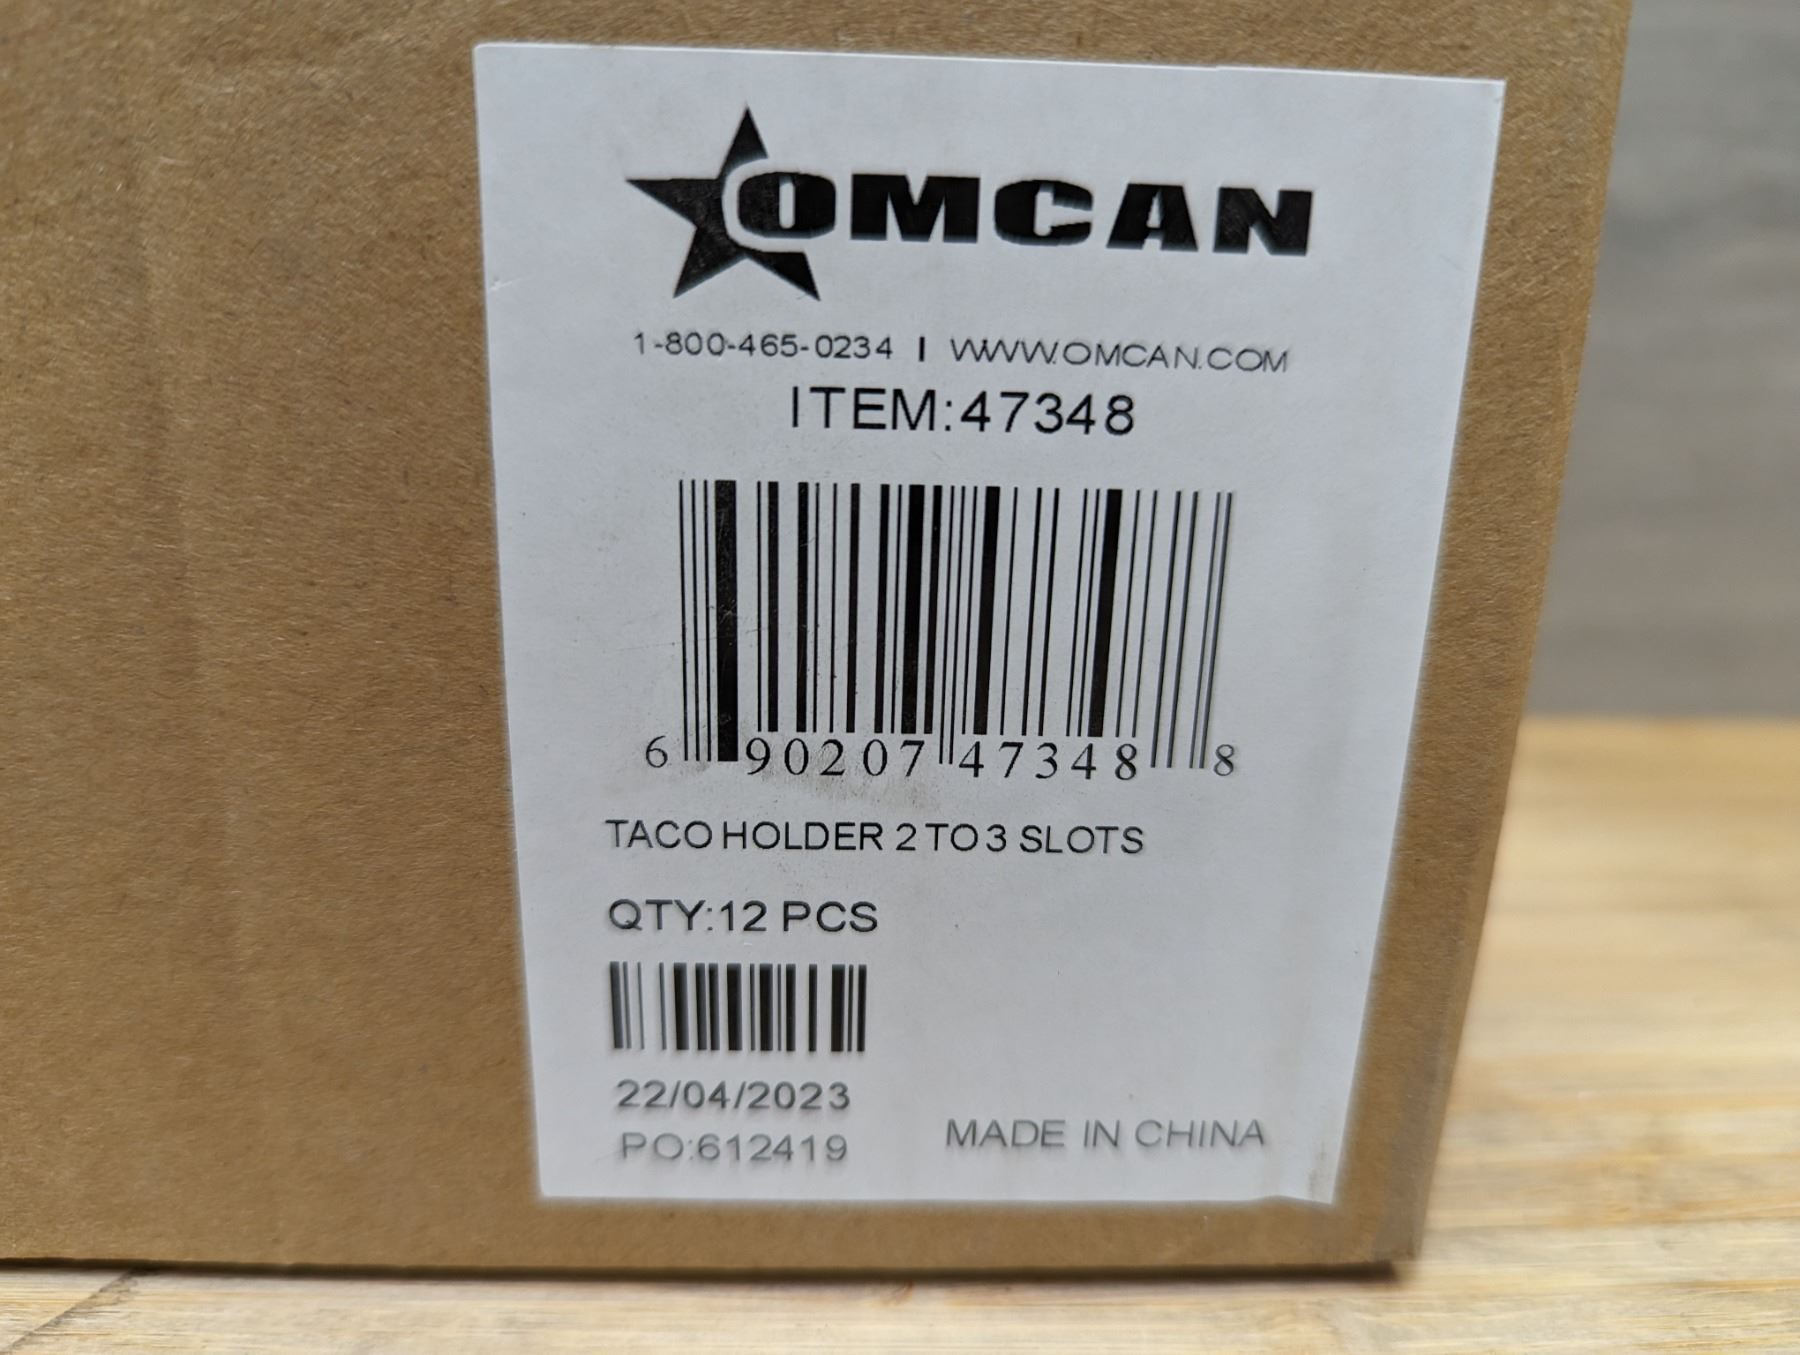 OMCAN
1-800-465-0234 | WWW.OMCAN.COM
ITEM:47348
6 90207 47348 8
TACO HOLDER 2 TO 3 SLOTS
QTY:12 PCS
22/04/2023
PO:612419
MADE IN CHINA